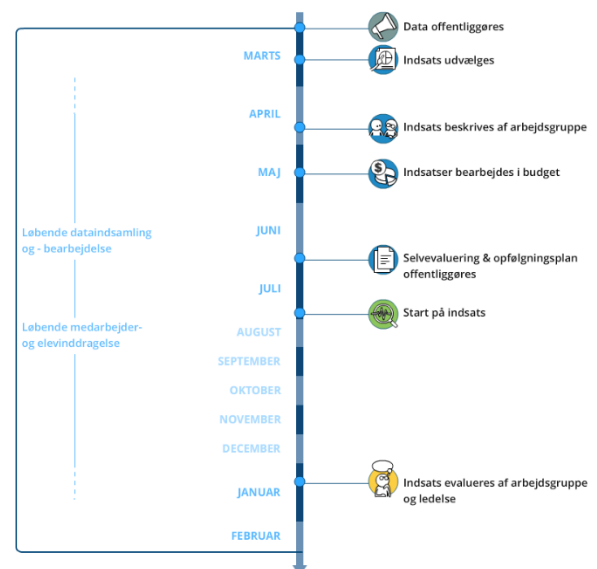 Data offentliggøres
MARTS
Indsats udvælges
APRIL
Indsats beskrives af arbejdsgruppe
MAJ
Indsatser bearbejdes i budget
JUNI
Løbende dataindsamling
og - bearbejdelse
Selvevaluering & opfølgningsplan
offentliggøres
JULI
Start på indsats
Løbende medarbejder-
og elevinddragelse
AUGUST
SEPTEMBER
OKTOBER
NOVEMBER
DECEMBER
JANUAR
Indsats evalueres af arbejdsgruppe
og ledelse
FEBRUAR